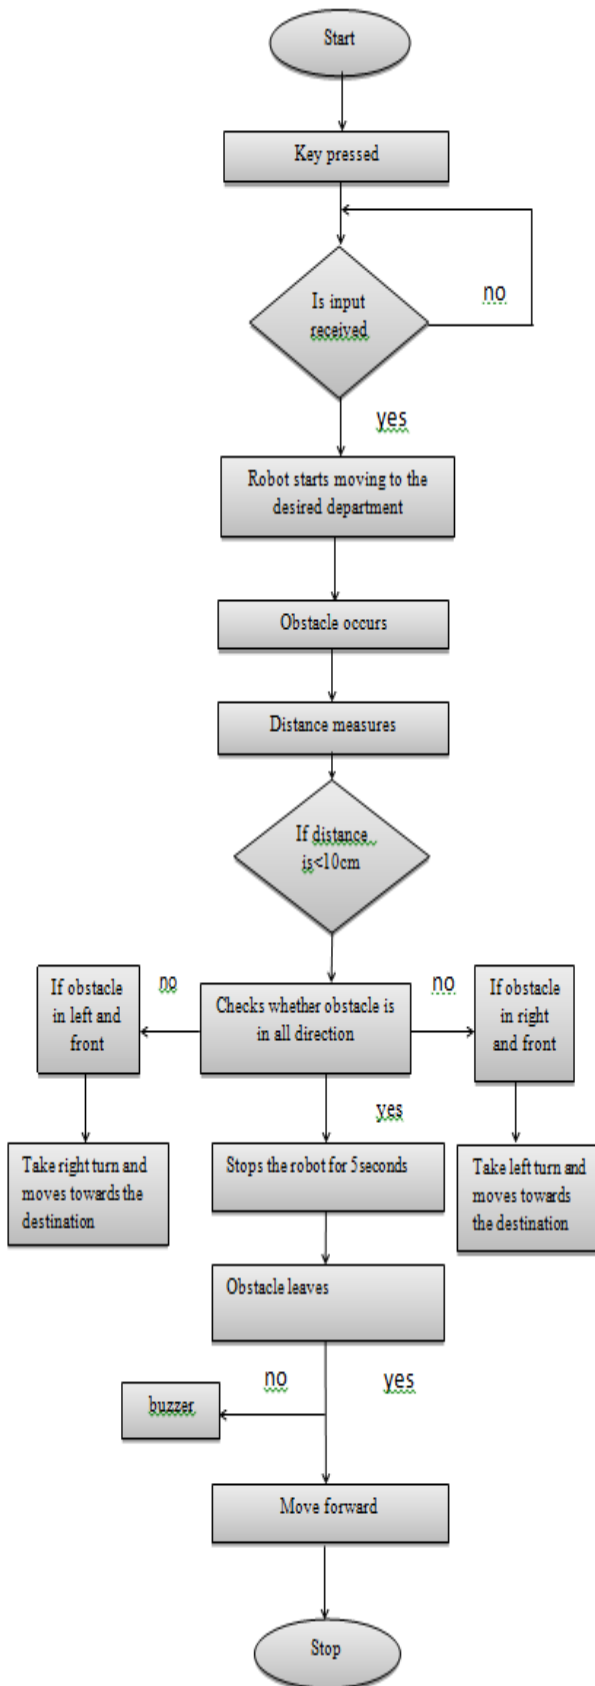 Start
Key pressed
Is input
received
no
yes
Robot starts moving to the
desired department
Obstacle occurs
Distance measures
If distance
is<10cm
If obstacle
in left and
front
no
Checks whether obstacle is
in all direction
no
If obstacle
in right
and front
yes
Take right turn and
moves towards the
destination
Stops the robot for 5seconds
Take left turn and
moves towards
the destination
Obstacle leaves
no
yes
buzzer
Move forward
Stop